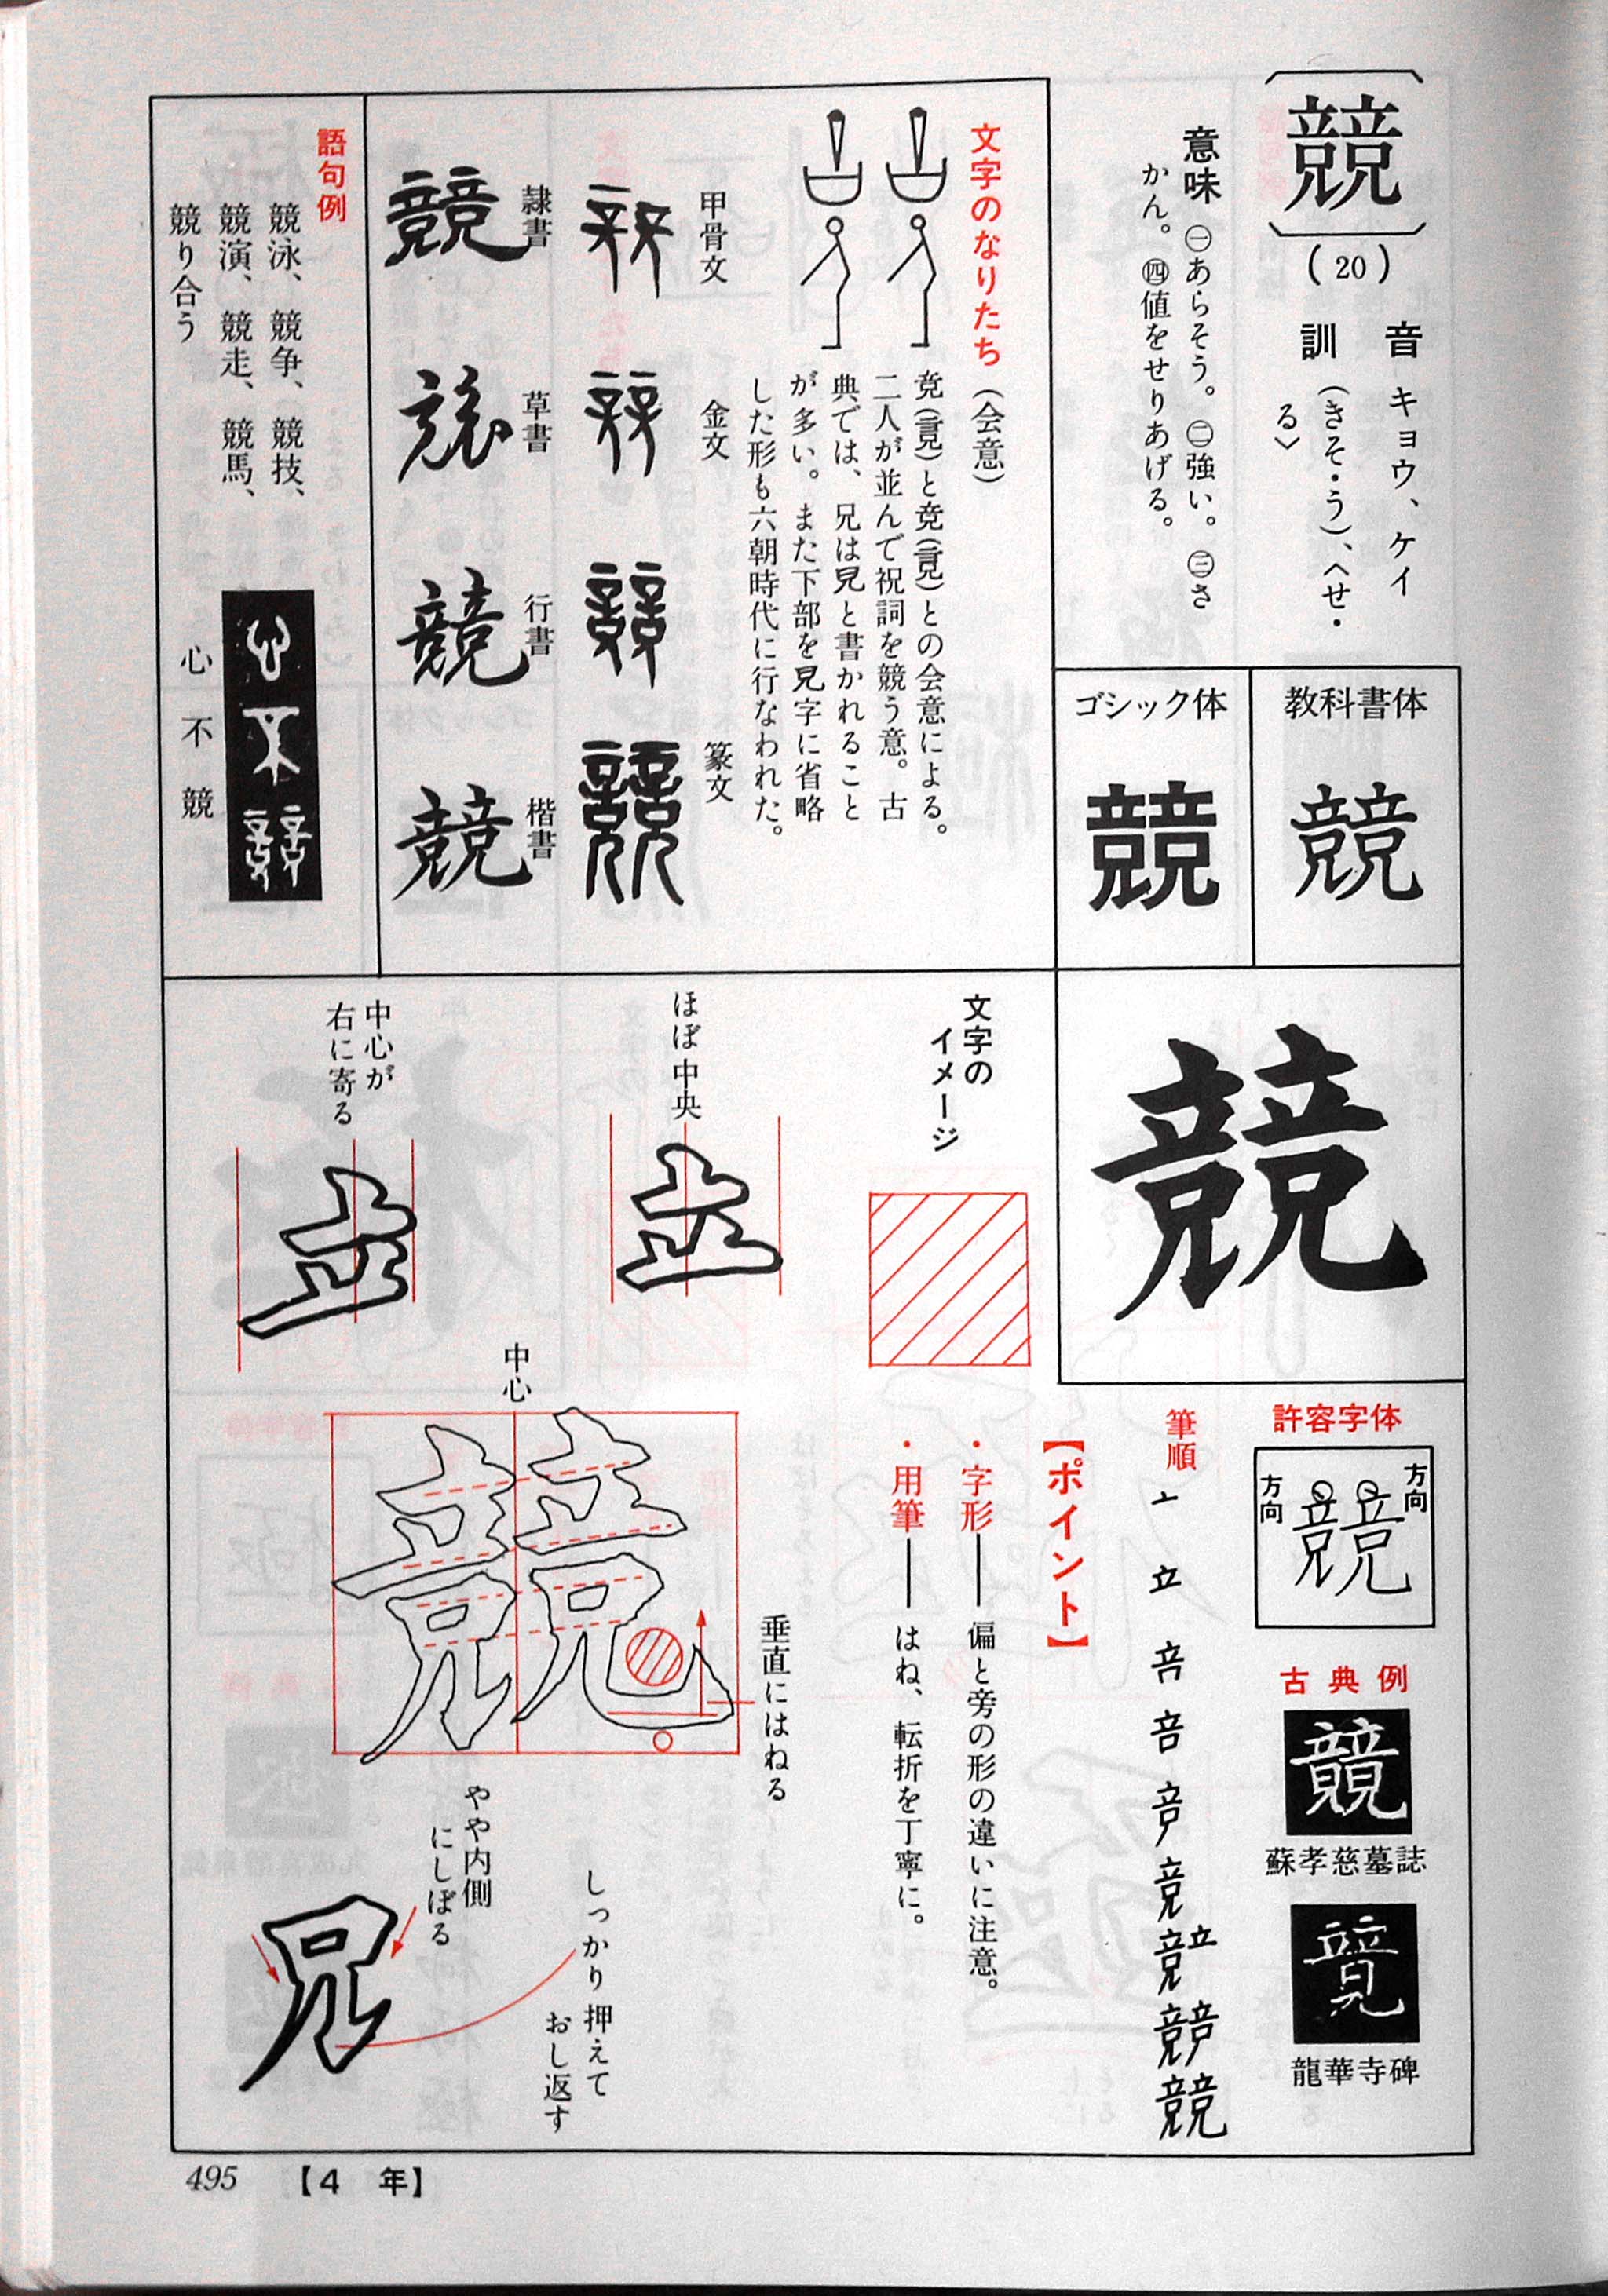 競
(20)
音 キョウ、ケイ
訓 (きそ・う)、〈せ・
る〉
意味 ㊀あらそう。㊁強い。㊂さ
かん。㊃値をせりあげる。
教科書体
競
ゴシック体
競
文字のなりたち(会意)
との会意による。
二人が並んで祝詞を競う意。古
典では、兄は皃と書かれること
が多い。また下部を見字に省略
した形も六朝時代に行なわれた。
甲骨文
金文
篆文
隷書
競
草書
競
行書
競
楷書
競
語句例
競泳、競争、競技、
競演、競走、競馬、
競り合う
心不競
競
許容字体
方向
方向
競
古典例
蘇孝慈墓誌
龍華寺碑
筆順
【ポイント】
・字形——偏と旁の形の違いに注意。
・用筆——はね、転折を丁寧に。
文字の
イメージ
ほぼ中央
立
中心が
右に寄る
立
中心
競
垂直にはねる
やや内側
にしぼる
しっかり押えて
おし返す
兄
495 【4 年】